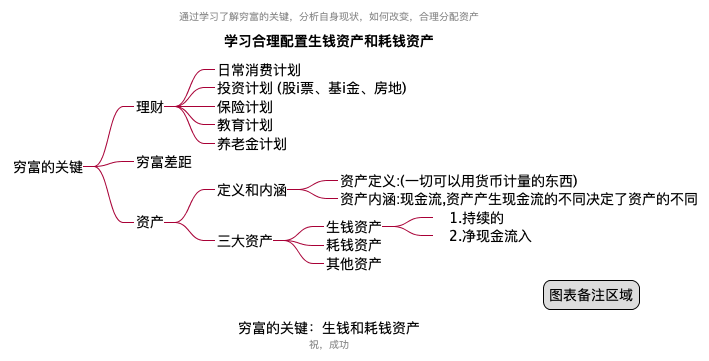 通过学习了解穷富的关键，分析自身现状，如何改变，合理分配资产
学习合理配置生钱资产和耗钱资产
穷富的关键
理财
日常消费计划
投资计划 (股i票、基i金、房地)
保险计划
教育计划
养老金计划
穷富差距
资产
定义和内涵
资产定义:(一切可以用货币计量的东西)
资产内涵:现金流,资产产生现金流的不同决定了资产的不同
三大资产
生钱资产
1.持续的
2.净现金流入
耗钱资产
其他资产
图表备注区域
穷富的关键：生钱和耗钱资产
祝，成功